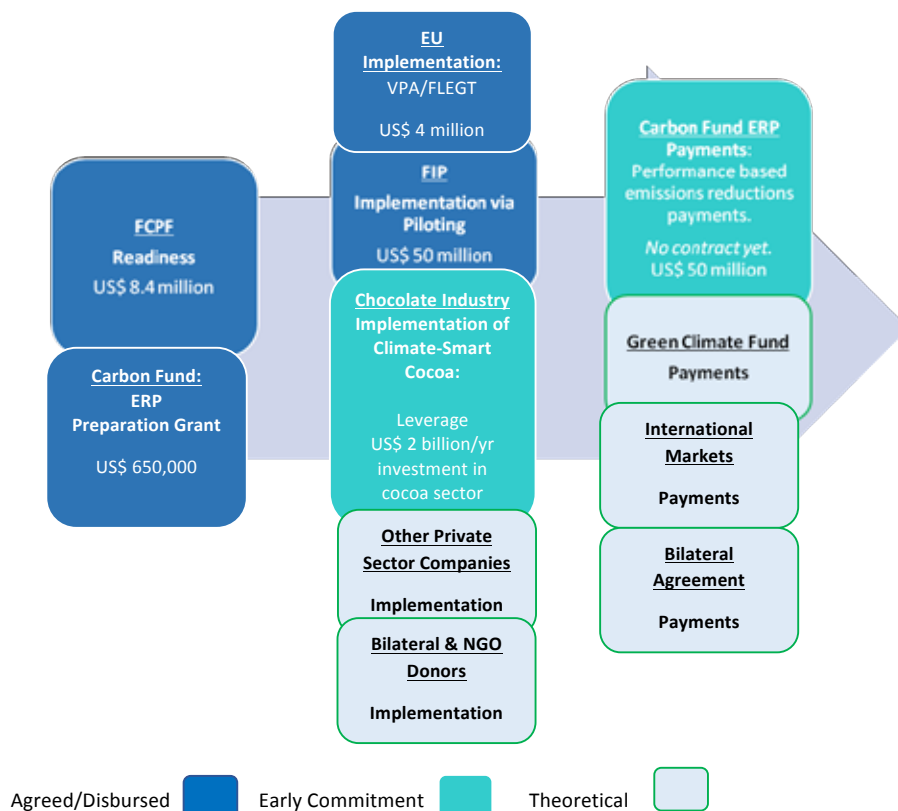 FCPF
Readiness
US$ 8.4 million
Carbon Fund:
ERP
Preparation Grant
US$ 650,000
EU
Implementation:
VPA/FLEGT
US$ 4 million
FIP
Implementation via
Piloting
US$ 50 million
Chocolate Industry
Implementation of
Climate-Smart
Cocoa:
Leverage
US$ 2 billion/yr
investment in
cocoa sector
Other Private
Sector Companies
Implementation
Bilateral & NGO
Donors
Implementation
Carbon Fund ERP
Payments:
Performance based
emissions reductions
payments.
No contract yet.
US$ 50 million
Green Climate Fund
Payments
International
Markets
Payments
Bilateral
Agreement
Payments
Agreed/Disbursed
Early Commitment
Theoretical